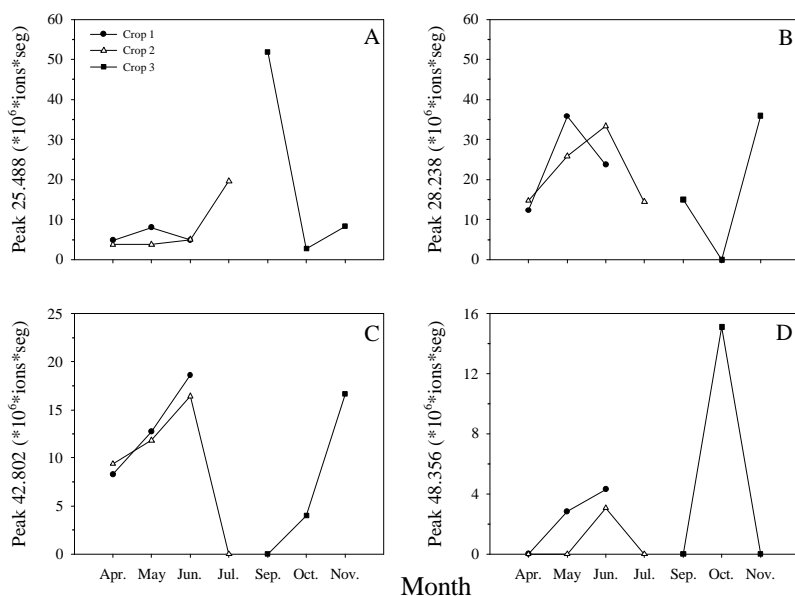 A
Crop 1
Crop 2
Crop 3
Peak 25.488 (*10⁶*ions*seg)
60
50
40
30
20
10
0
B
Peak 28.238 (*10⁶*ions*seg)
60
50
40
30
20
10
0
C
Peak 42.802 (*10⁶*ions*seg)
25
20
15
10
5
0
Apr. May Jun. Jul. Sep. Oct. Nov.
D
Peak 48.356 (*10⁶*ions*seg)
16
12
8
4
0
Apr. May Jun. Jul. Sep. Oct. Nov.
Month